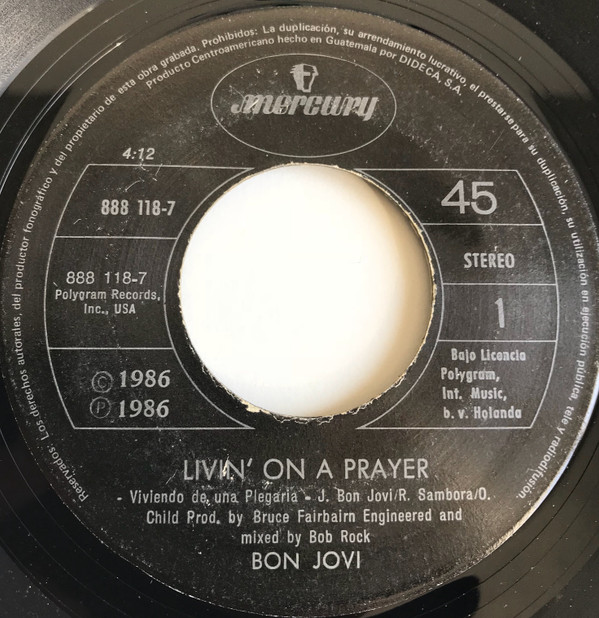 Reservados: Los derechos autorales, del productor fonográfico y del propietario de esta obra grabada. Prohibidos: La duplicación, su arrendamiento lucrativo, el prestarse para su duplicación, su utilización en ejecución pública, tele y radiodifusion.
Producto Centroamericano hecho en Guatemala por DIDECA, S.A.
mercury
4:12
888 118-7
45
STEREO
888 118-7
Polygram Records,
Inc., USA
1
Bajo Licencia
Polygram,
Int. Music,
b. v. Holanda
© 1986
Ⓟ 1986
LIVIN' ON A PRAYER
- Viviendo de una Plegaria - J. Bon Jovi/R. Sambora/O.
Child Prod. by Bruce Fairbairn Engineered and
mixed by Bob Rock
BON JOVI